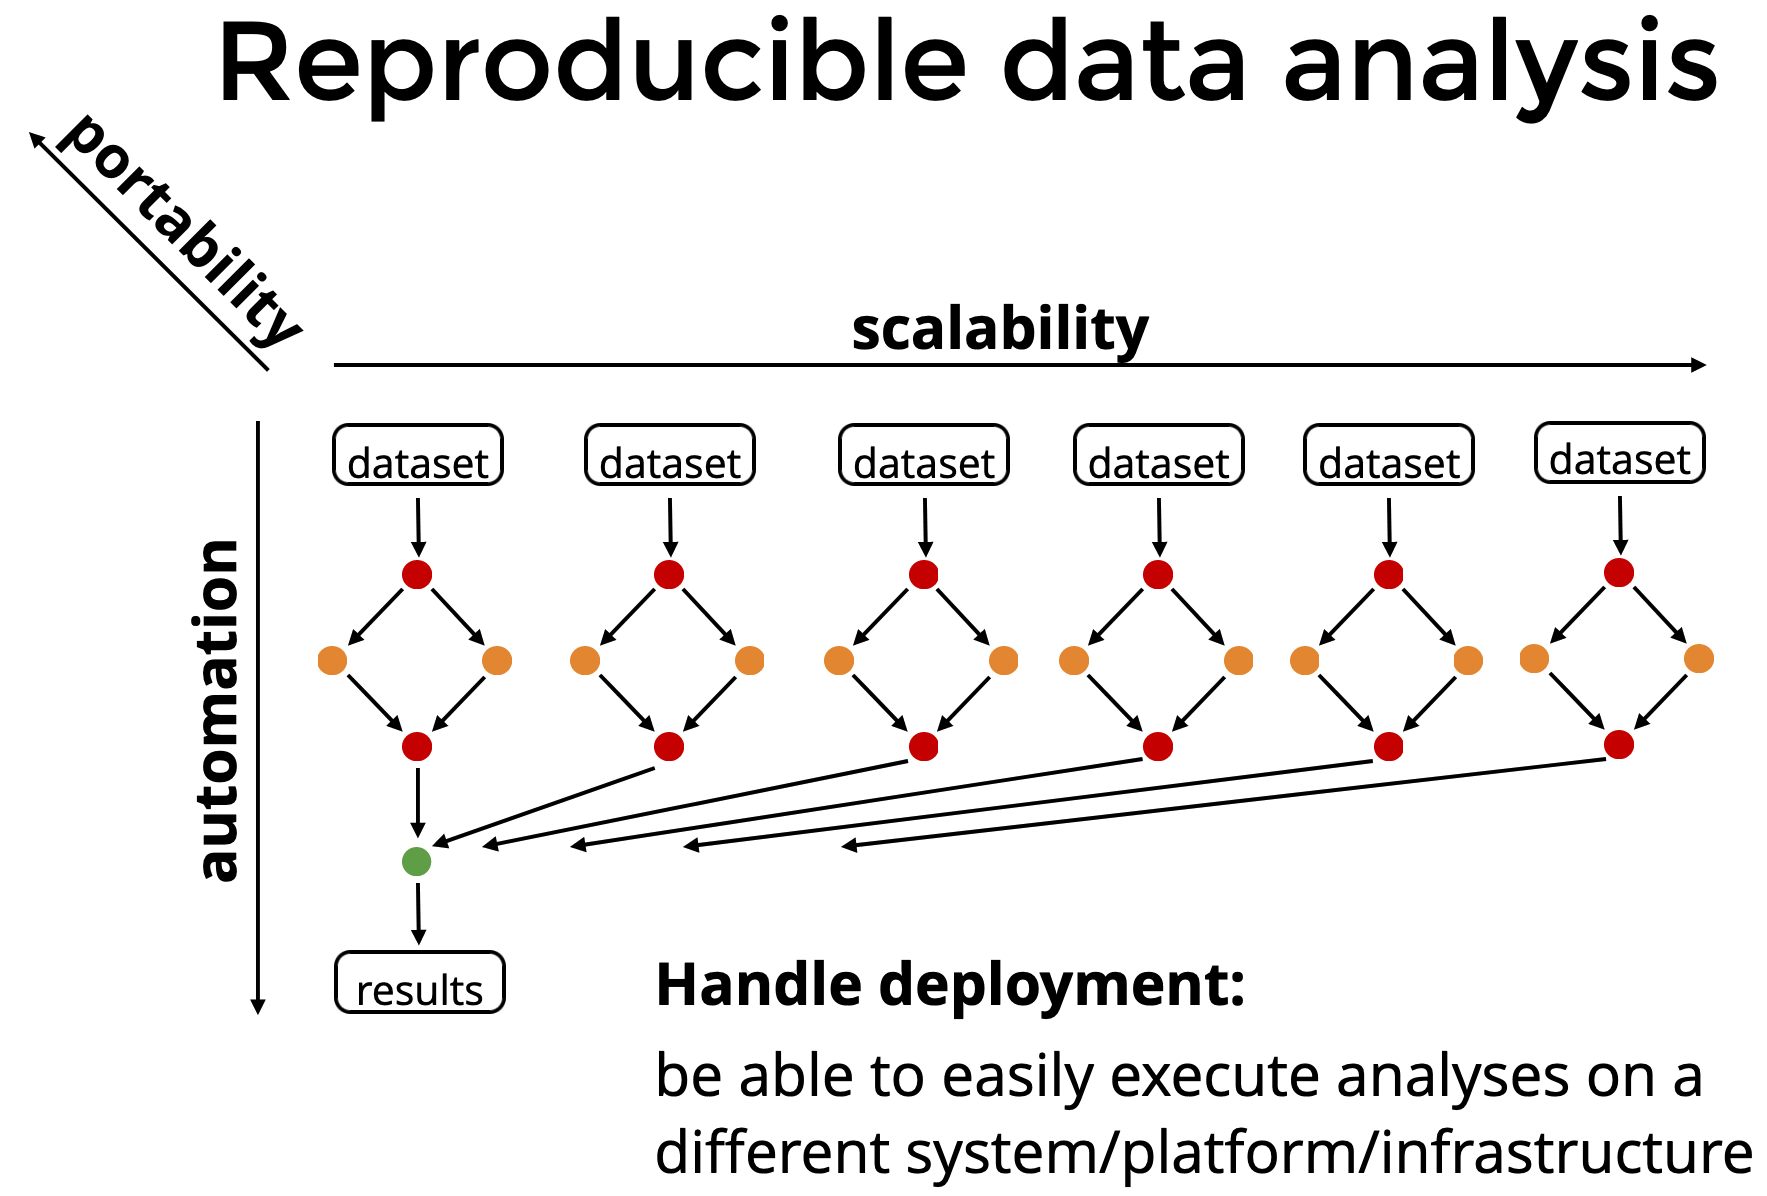 Reproducible data analysis
portability
scalability
dataset
dataset
dataset
dataset
dataset
dataset
automation
results
Handle deployment:
be able to easily execute analyses on a
different system/platform/infrastructure